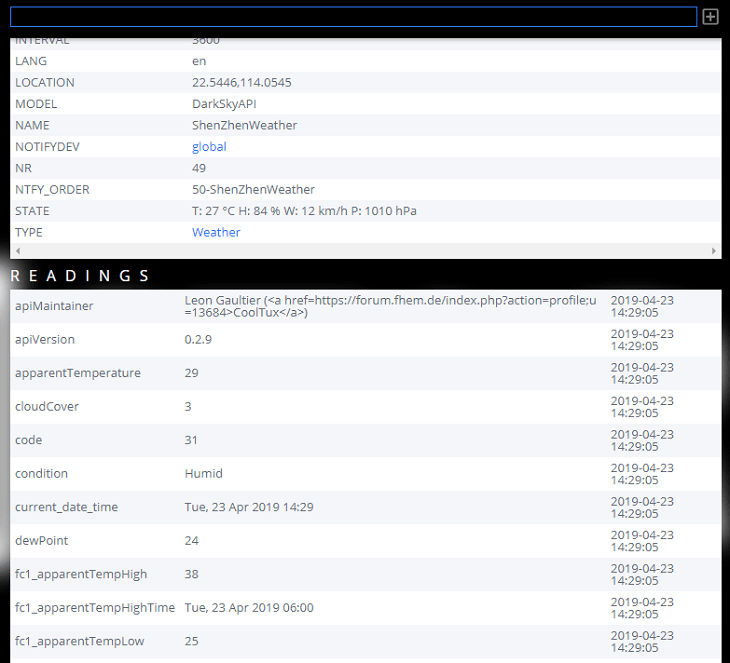 INTERVAL 3600
LANG en
LOCATION 22.5446,114.0545
MODEL DarkSkyAPI
NAME ShenZhenWeather
NOTIFYDEV global
NR 49
NTFY_ORDER 50-ShenZhenWeather
STATE T: 27 °C H: 84 % W: 12 km/h P: 1010 hPa
TYPE Weather
READINGS
apiMaintainer Leon Gaultier (<a href=https://forum.fhem.de/index.php?action=profile;u 2019-04-23
=13684>CoolTux</a>) 14:29:05
apiVersion 0.2.9 2019-04-23
14:29:05
apparentTemperature 29 2019-04-23
14:29:05
cloudCover 3 2019-04-23
14:29:05
code 31 2019-04-23
14:29:05
condition Humid 2019-04-23
14:29:05
current_date_time Tue, 23 Apr 2019 14:29 2019-04-23
14:29:05
dewPoint 24 2019-04-23
14:29:05
fc1_apparentTempHigh 38 2019-04-23
14:29:05
fc1_apparentTempHighTime Tue, 23 Apr 2019 06:00 2019-04-23
14:29:05
fc1_apparentTempLow 25 2019-04-23
14:29:05